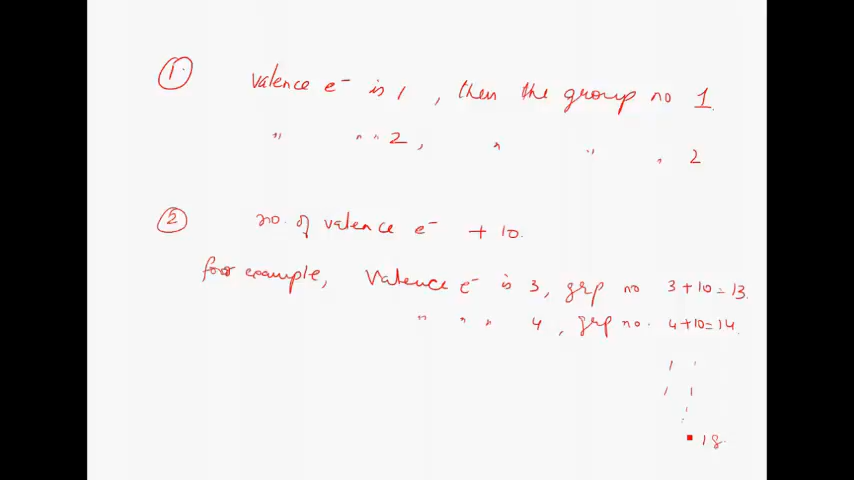 ① valence e⁻ is 1, then the group no 1.
" " " 2, " " " 2
② no. of valence e⁻ + 10.
for example, Valence e⁻ is 3, grp no 3+10=13.
" " " 4, grp no. 4+10=14.
18